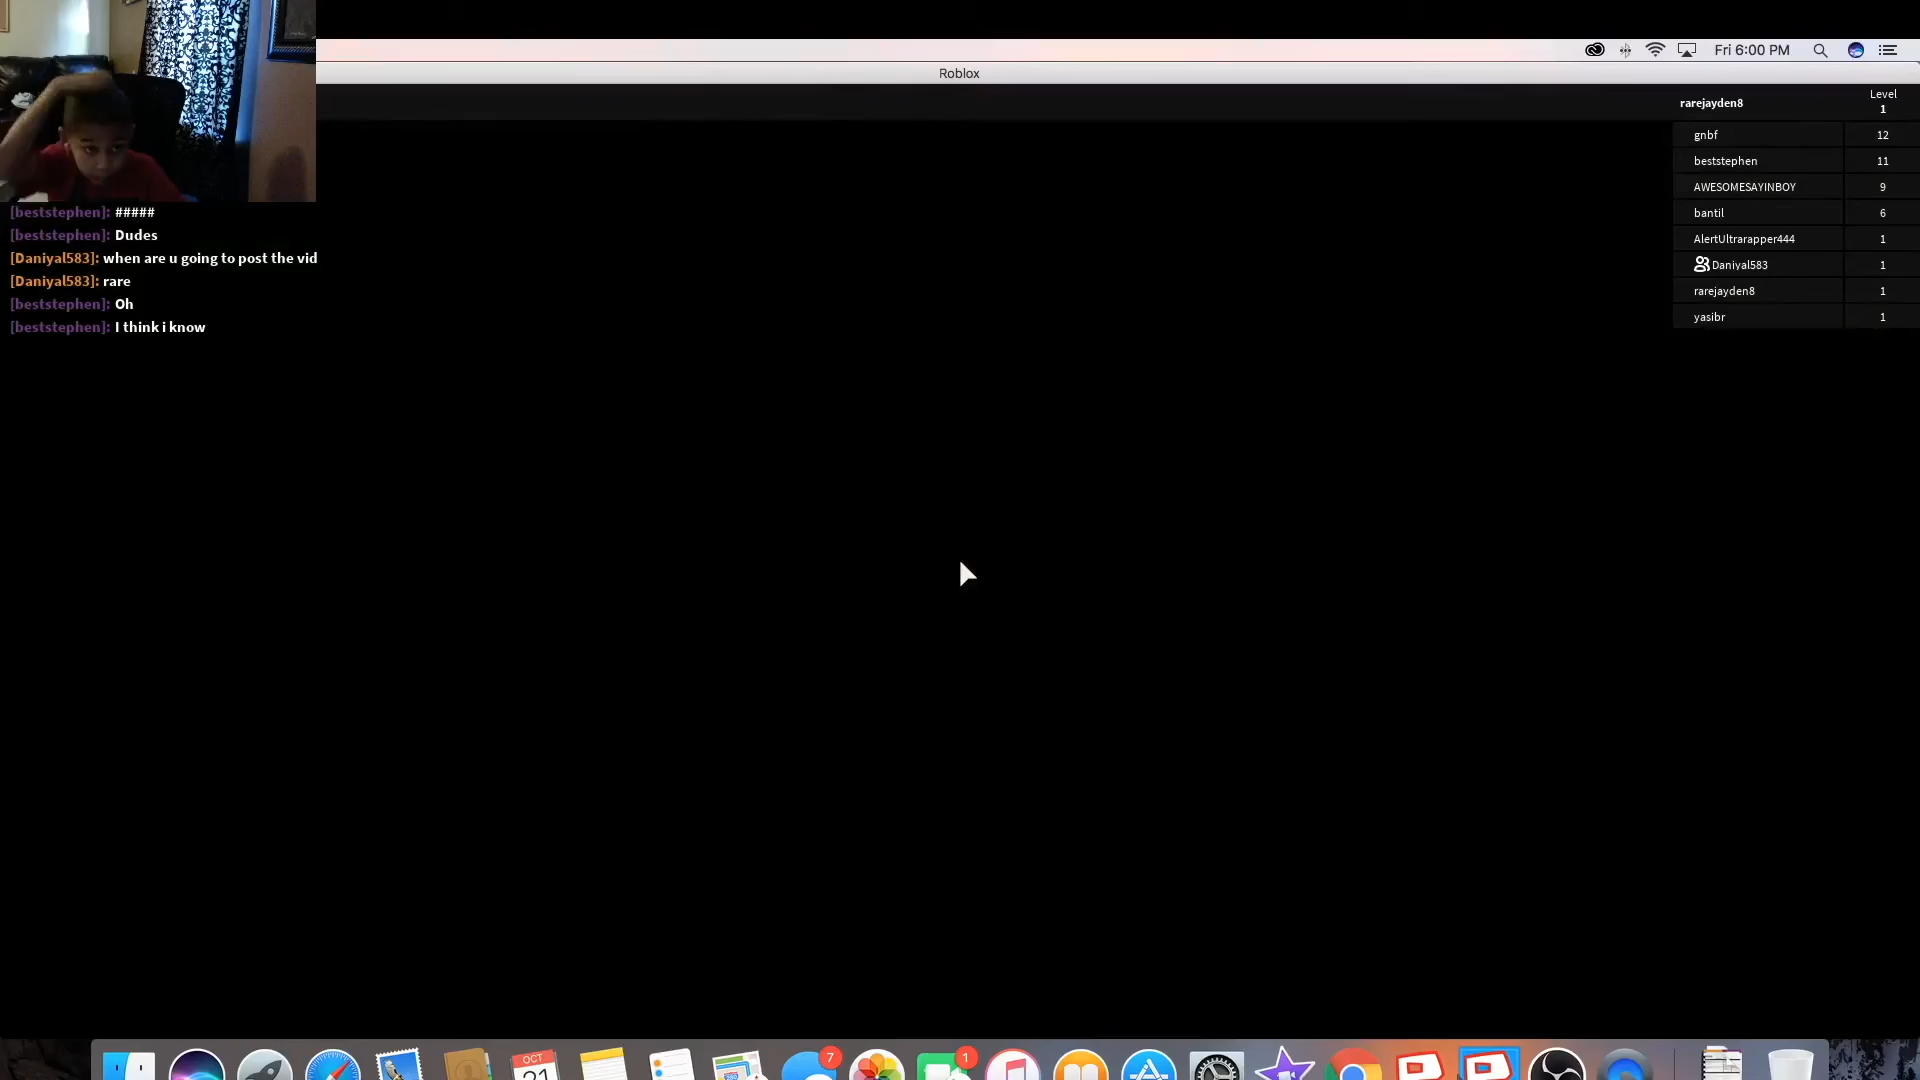 Fri 6:00 PM
Roblox
rarejayden8
Level
1
gnbf 12
beststephen 11
AWESOMESAYINBOY 9
bantil 6
AlertUltrarapper444 1
Daniyal583 1
rarejayden8 1
yasibr 1
[beststephen]: #####
[beststephen]: Dudes
[Daniyal583]: when are u going to post the vid
[Daniyal583]: rare
[beststephen]: Oh
[beststephen]: I think i know
OCT
21
7
1